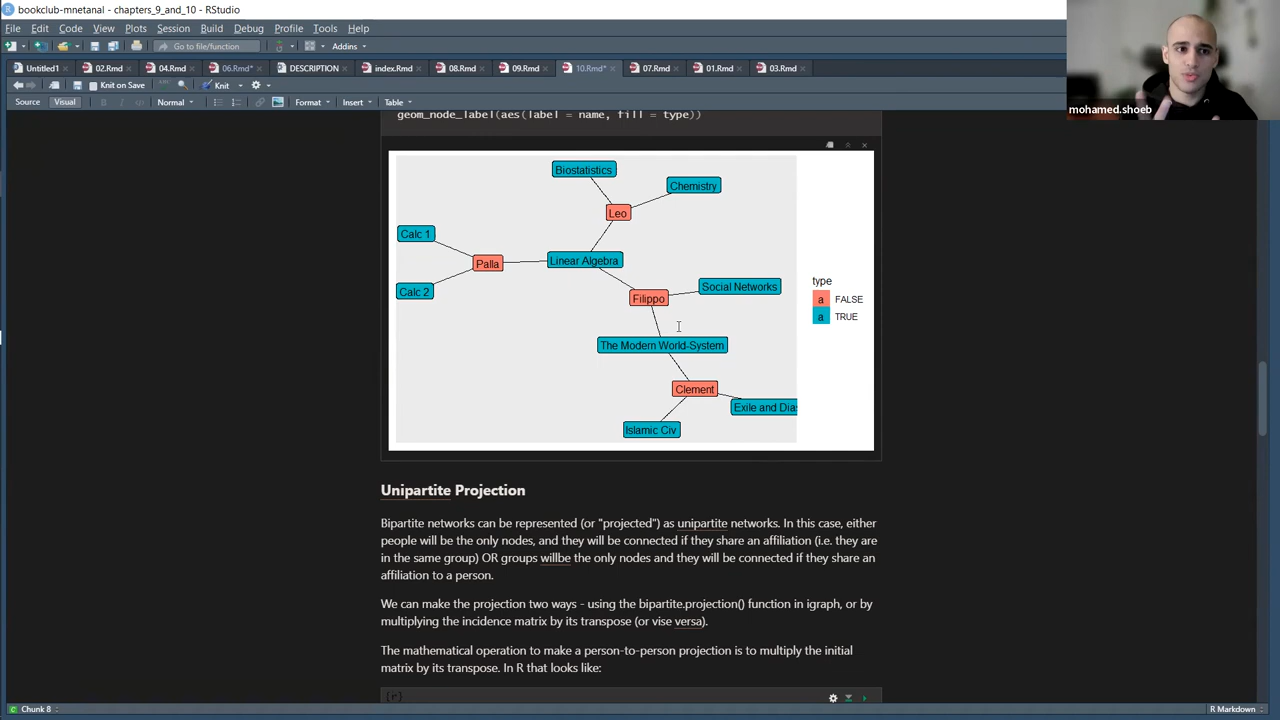 bookclub-mnetanal - chapters_9_and_10 - RStudio
File Edit Code View Plots Session Build Debug Profile Tools Help
Go to file/function Addins
Untitled1 02.Rmd 04.Rmd 06.Rmd* DESCRIPTION index.Rmd 08.Rmd 09.Rmd 10.Rmd* 07.Rmd 01.Rmd 03.Rmd
Knit on Save Knit
Source Visual B I Normal Format Insert Table
mohamed.shoeb
geom_node_label(aes(label = name, fill = type))
Biostatistics
Chemistry
Leo
Calc 1
Palla
Linear Algebra
Calc 2
Filippo
Social Networks
The Modern World-System
Clement
Exile and Dias
Islamic Civ
type
a FALSE
a TRUE
Unipartite Projection
Bipartite networks can be represented (or "projected") as unipartite networks. In this case, either
people will be the only nodes, and they will be connected if they share an affiliation (i.e. they are
in the same group) OR groups willbe the only nodes and they will be connected if they share an
affiliation to a person.
We can make the projection two ways - using the bipartite.projection() function in igraph, or by
multiplying the incidence matrix by its transpose (or vise versa).
The mathematical operation to make a person-to-person projection is to multiply the initial
matrix by its transpose. In R that looks like:
{r}
Chunk 8
R Markdown